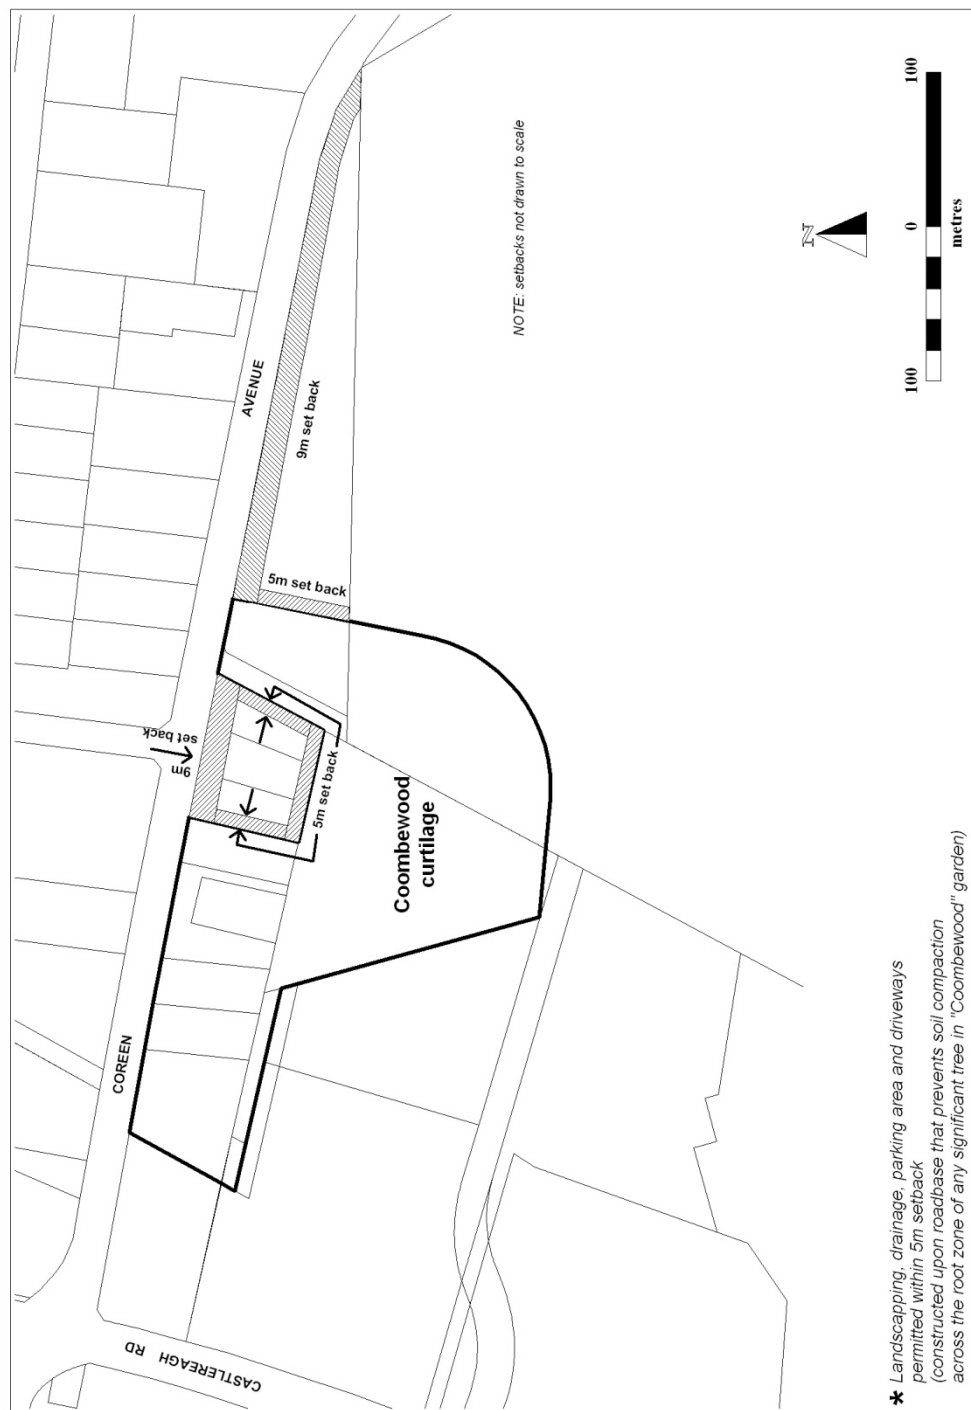 COREEN
AVENUE
9m
set back
9m set back
5m set back
5m set back
Coombewood
curtilage
CASTLEREAGH RD
NOTE: setbacks not drawn to scale
N
100 0 100
metres
* Landscapping, drainage, parking area and driveways
permitted within 5m setback
(constructed upon roadbase that prevents soil compaction
across the root zone of any significant tree in "Coombewood" garden)